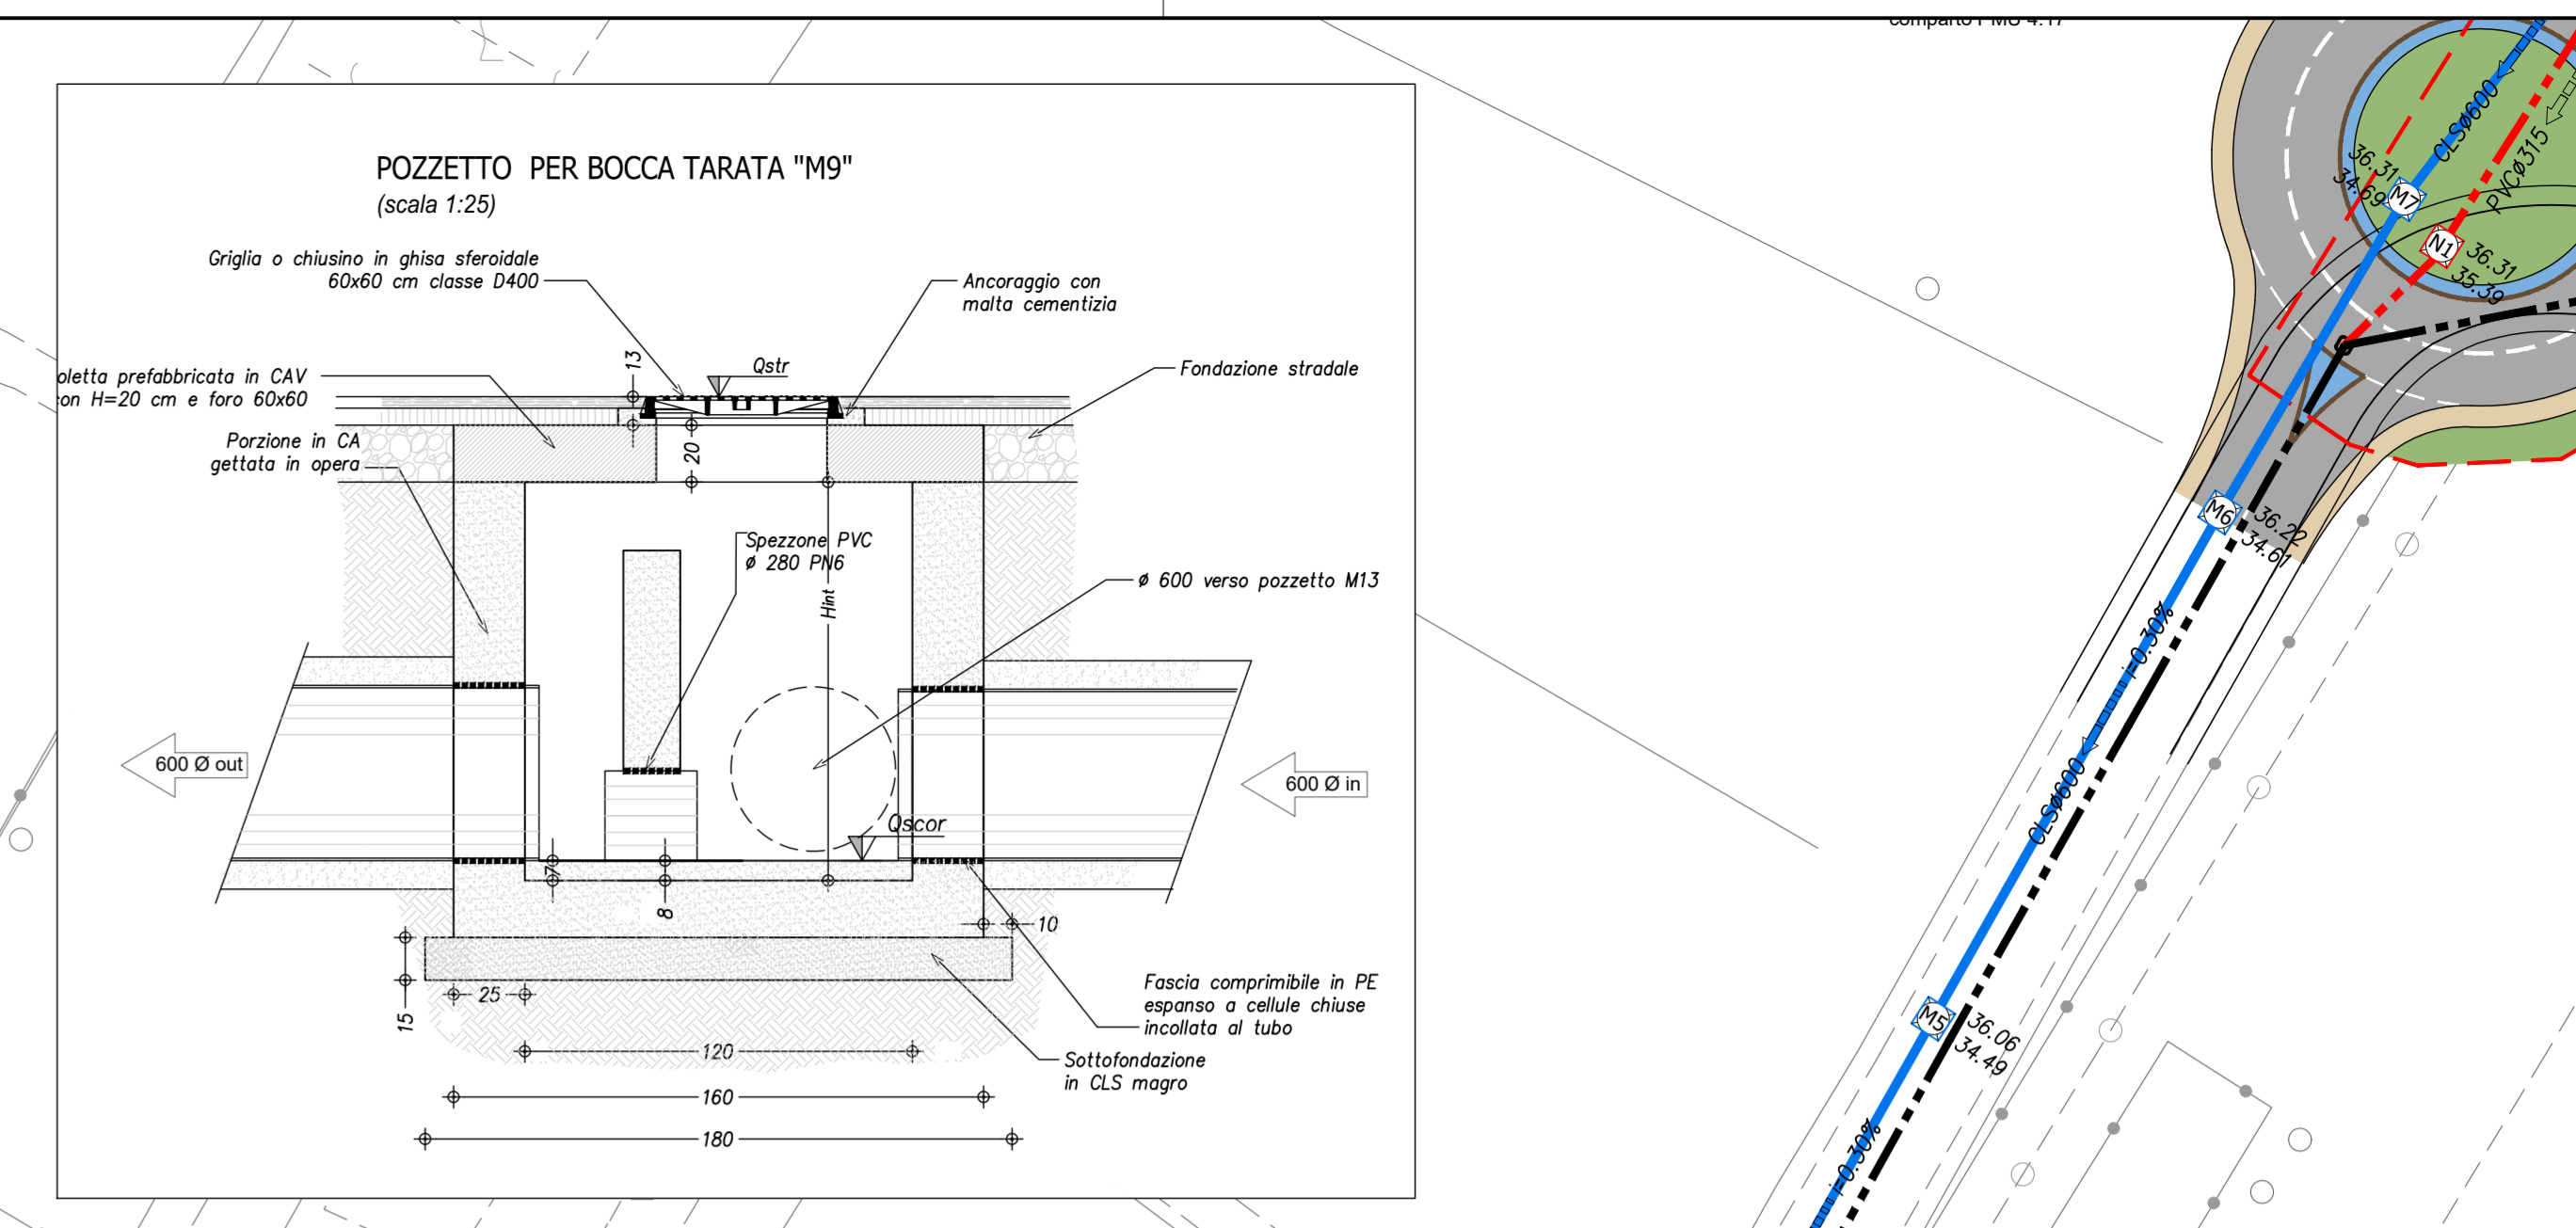 comparto PMU 4.17
POZZETTO PER BOCCA TARATA "M9"
(scala 1:25)
Griglia o chiusino in ghisa sferoidale
60x60 cm classe D400
Ancoraggio con
malta cementizia
13
Qstr
Fondazione stradale
oletta prefabbricata in CAV
on H=20 cm e foro 60x60
Porzione in CA
gettata in opera
20
Spezzone PVC
ø 280 PN6
Hint
ø 600 verso pozzetto M13
600 Ø out
600 Ø in
Qscor
7
8
10
15
25
Fascia comprimibile in PE
espanso a cellule chiuse
incollata al tubo
Sottofondazione
in CLS magro
120
160
180
CLSø600
PVCø315
36.31
34.69
M7
N1
36.31
35.39
M6
36.22
34.61
i=0.30%
CLSø600
M5
36.06
34.49
i=0.30%